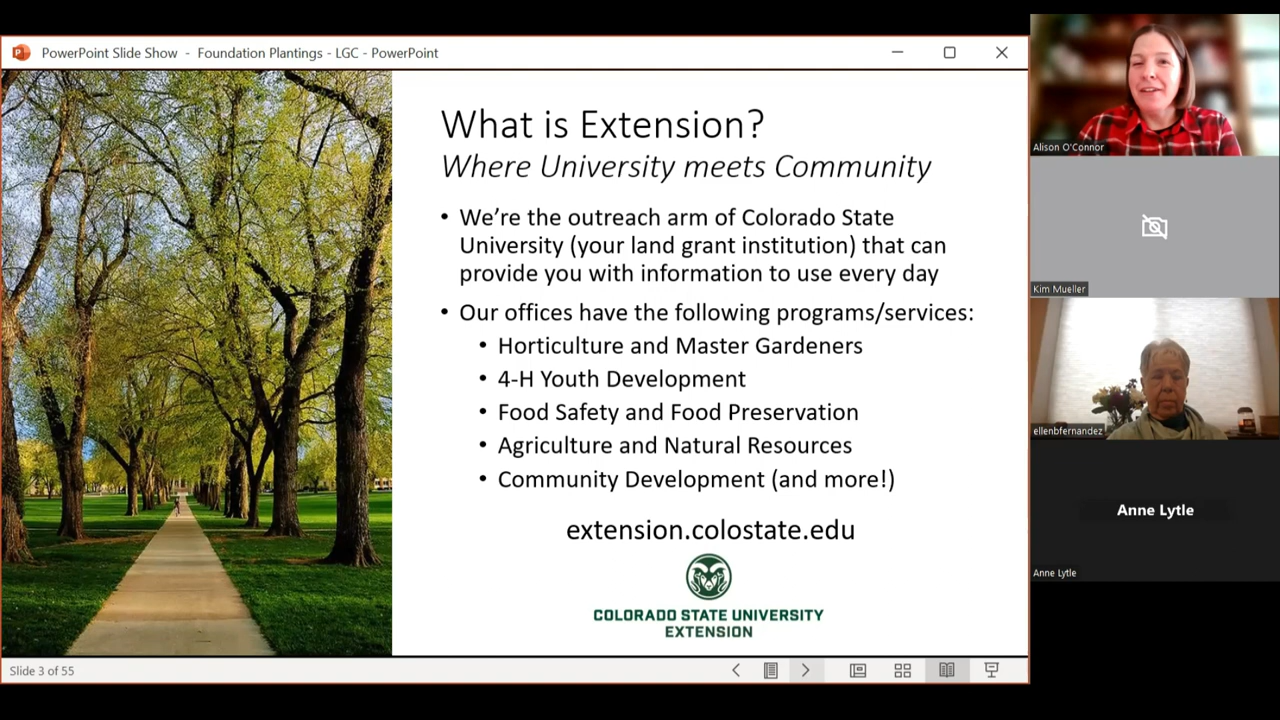 PowerPoint Slide Show - Foundation Plantings - LGC - PowerPoint
What is Extension?
Where University meets Community
• We're the outreach arm of Colorado State
University (your land grant institution) that can
provide you with information to use every day
• Our offices have the following programs/services:
• Horticulture and Master Gardeners
• 4-H Youth Development
• Food Safety and Food Preservation
• Agriculture and Natural Resources
• Community Development (and more!)
extension.colostate.edu
COLORADO STATE UNIVERSITY
EXTENSION
Slide 3 of 55
Alison O'Connor
Kim Mueller
ellenbfernandez
Anne Lytle
Anne Lytle